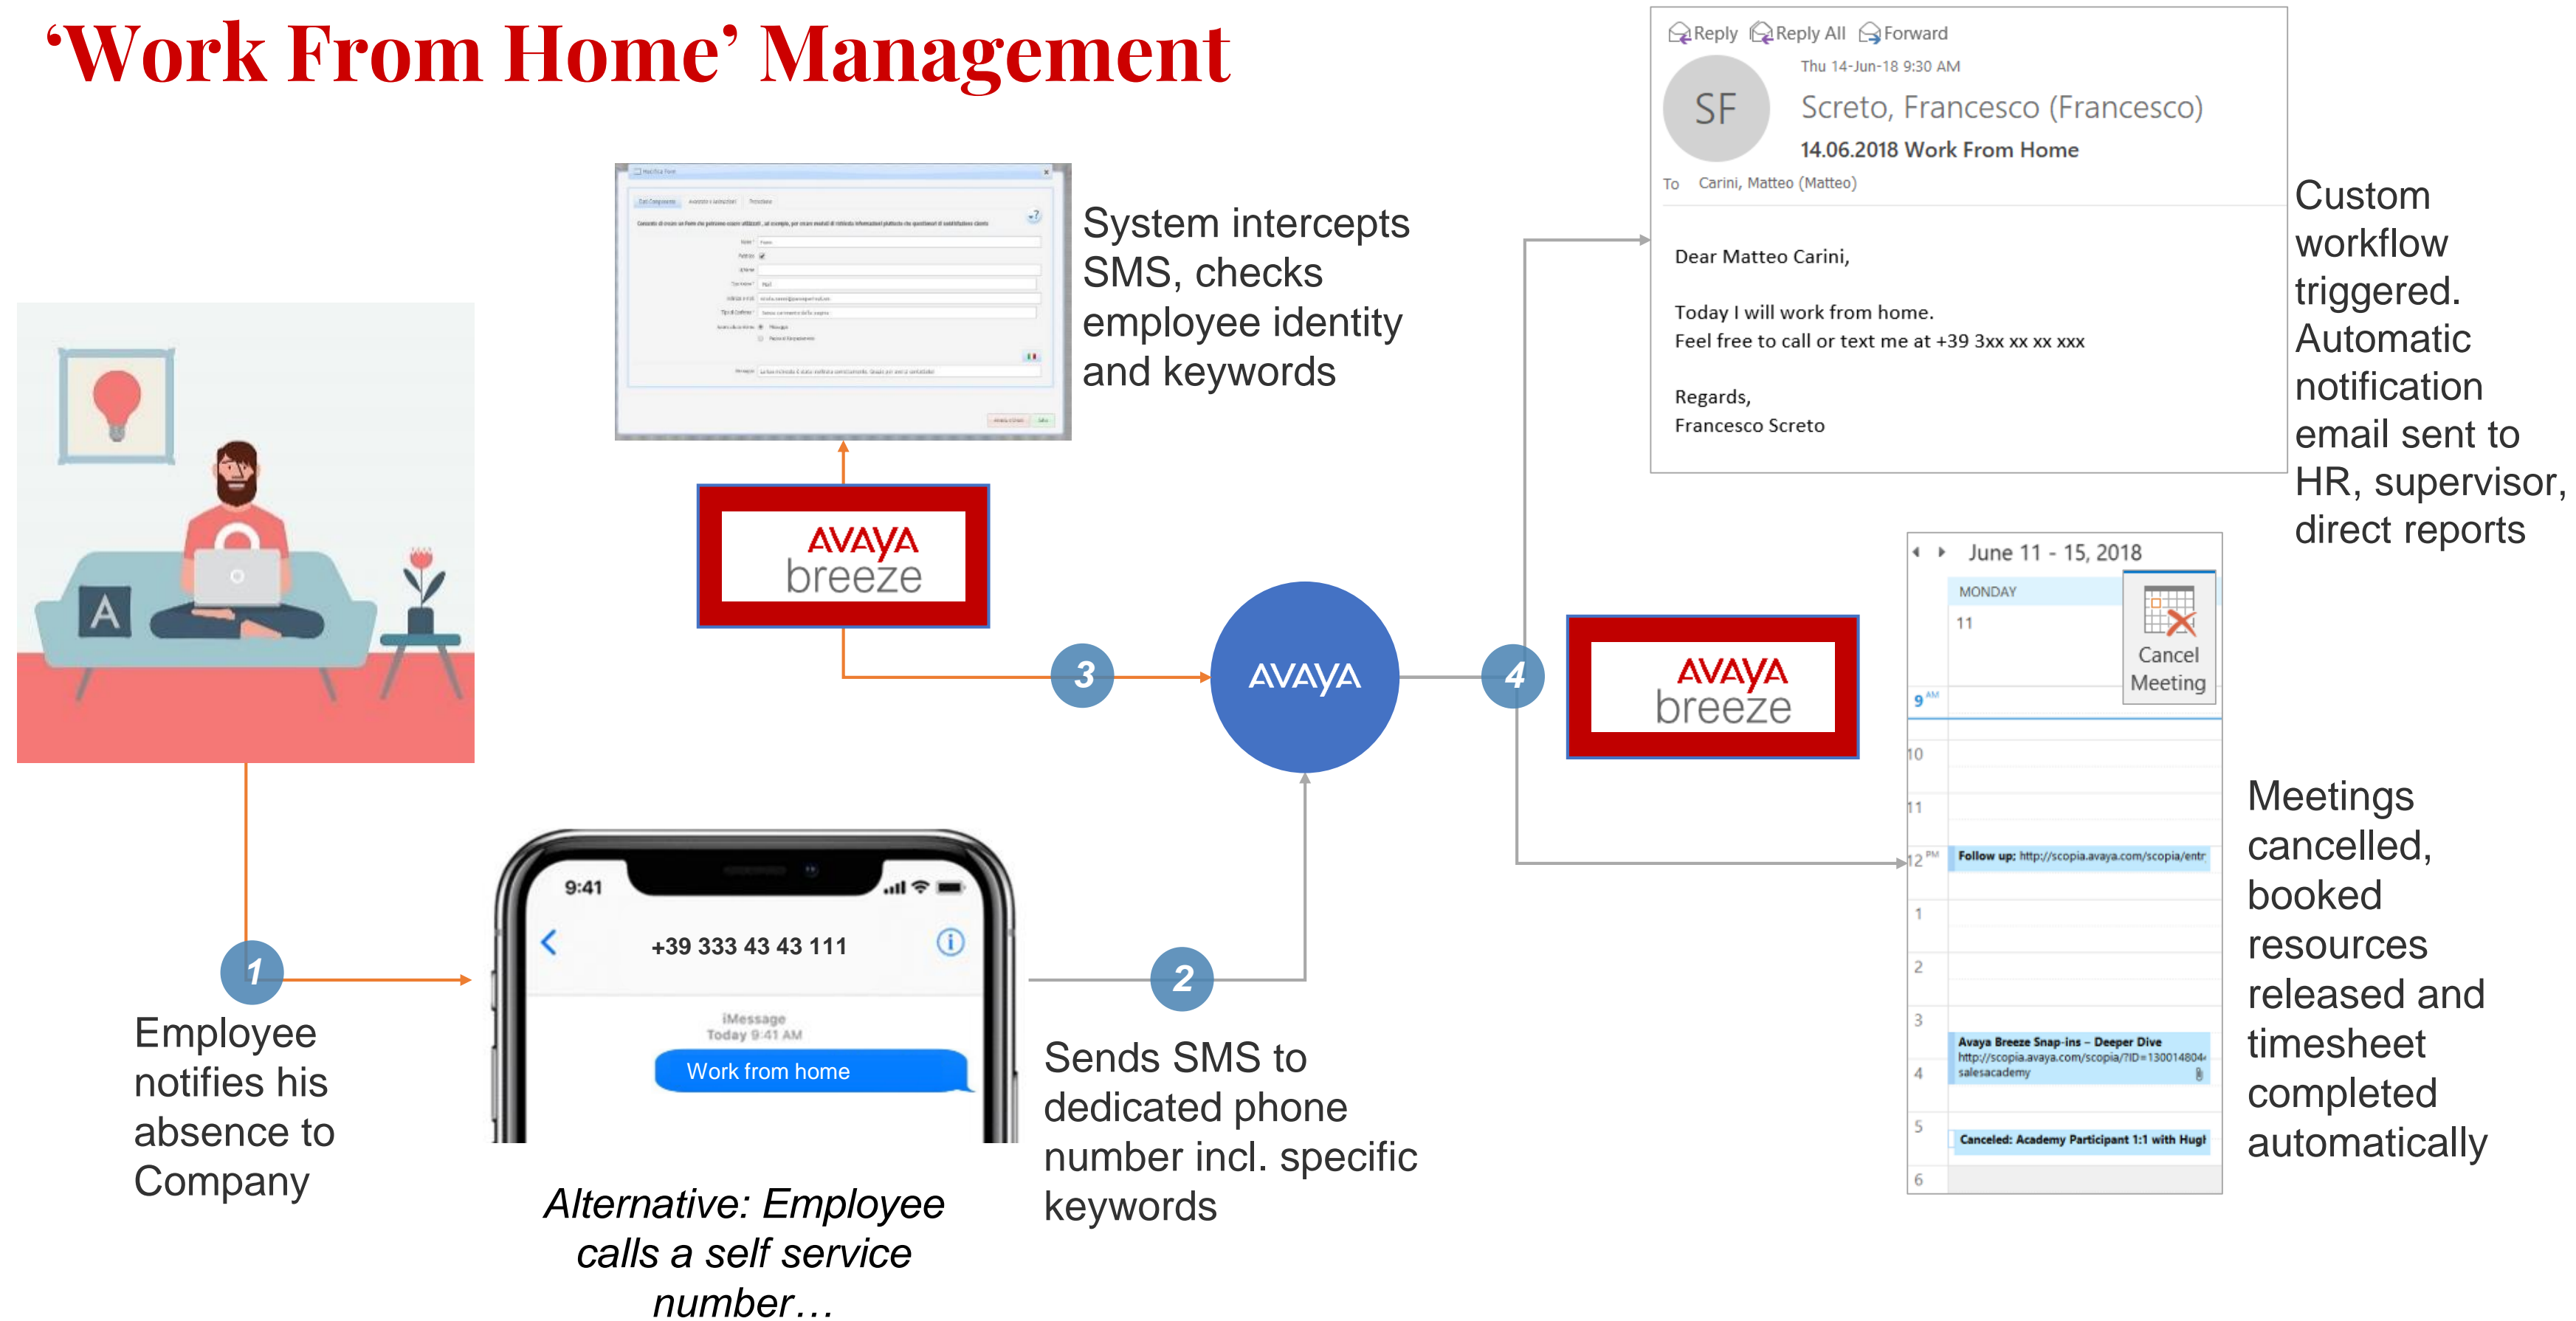 ‘Work From Home’ Management
Reply Reply All Forward
Thu 14-Jun-18 9:30 AM
SF
Screto, Francesco (Francesco)
14.06.2018 Work From Home
To Carini, Matteo (Matteo)
Dear Matteo Carini,
Today I will work from home.
Feel free to call or text me at +39 3xx xx xx xxx
Regards,
Francesco Screto
Custom
workflow
triggered.
Automatic
notification
email sent to
HR, supervisor,
direct reports
System intercepts
SMS, checks
employee identity
and keywords
AVAYA
breeze
A
3
AVAYA
4
AVAYA
breeze
June 11 - 15, 2018
MONDAY
11
Cancel
Meeting
9 AM
10
11
12 PM
Follow up; http://scopia.avaya.com/scopia/entr
1
2
3
Avaya Breeze Snap-ins – Deeper Dive
http://scopia.avaya.com/scopia/?ID=130014804
4
salesacademy
5
Canceled: Academy Participant 1:1 with Hugh
6
Meetings
cancelled,
booked
resources
released and
timesheet
completed
automatically
1
Employee
notifies his
absence to
Company
9:41
+39 333 43 43 111
iMessage
Today 9:41 AM
Work from home
Alternative: Employee
calls a self service
number…
2
Sends SMS to
dedicated phone
number incl. specific
keywords